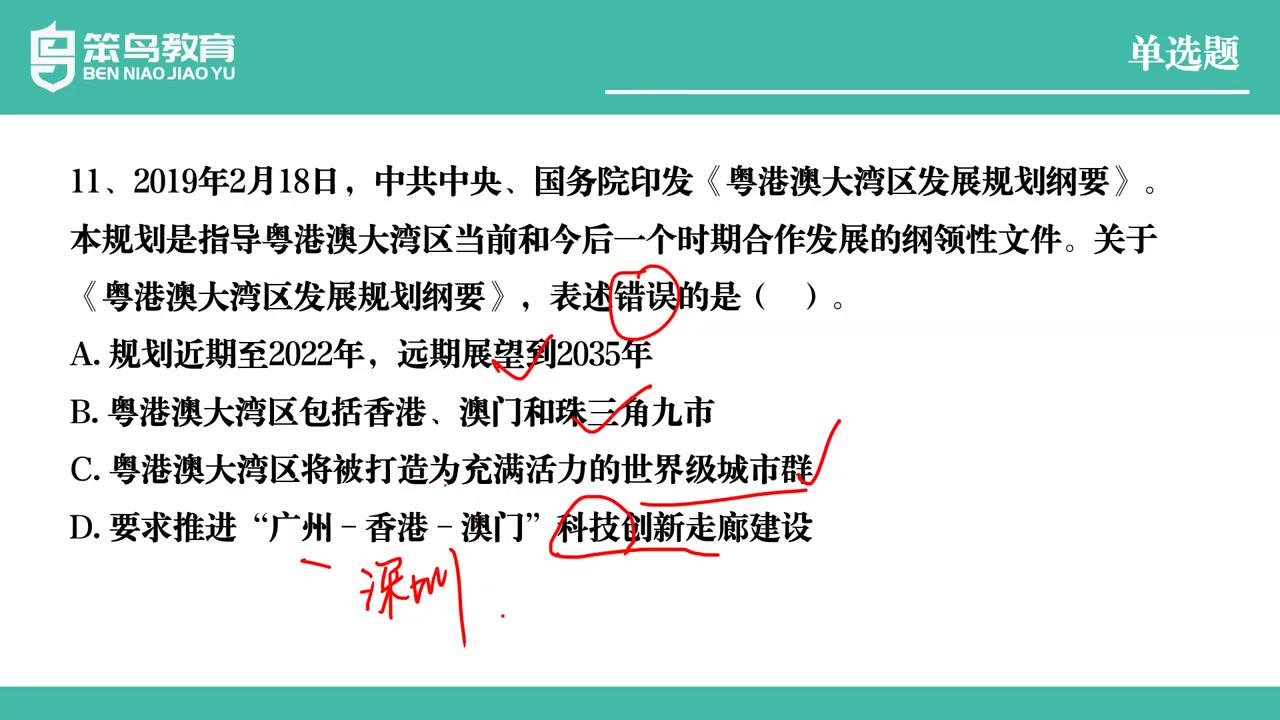 笨鸟教育
BEN NIAO JIAO YU
单选题
11、2019年2月18日，中共中央、国务院印发《粤港澳大湾区发展规划纲要》。
本规划是指导粤港澳大湾区当前和今后一个时期合作发展的纲领性文件。关于
《粤港澳大湾区发展规划纲要》，表述错误的是（ ）。
A. 规划近期至2022年，远期展望到2035年
B. 粤港澳大湾区包括香港、澳门和珠三角九市
C. 粤港澳大湾区将被打造为充满活力的世界级城市群
D. 要求推进“广州-香港-澳门”科技创新走廊建设
深圳